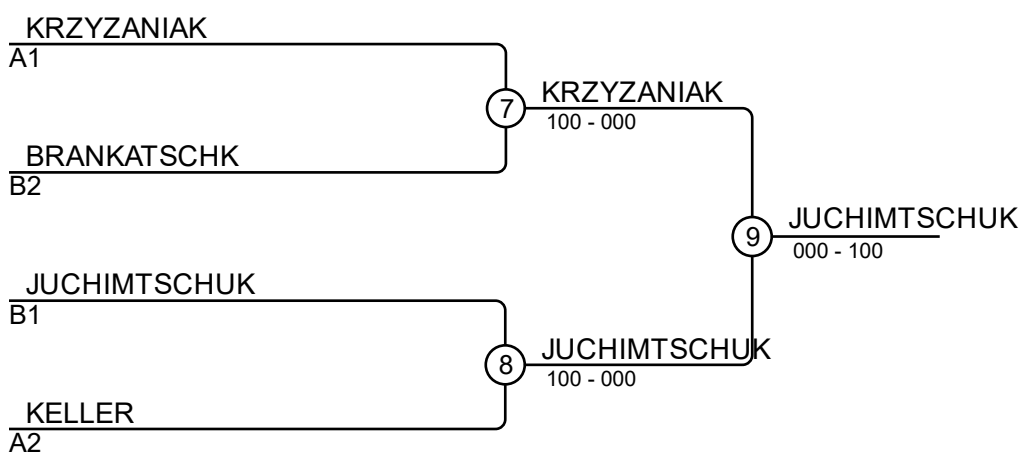 KRZYZANIAK
A1
7
KRZYZANIAK
100 - 000
BRANKATSCHK
B2
9
JUCHIMTSCHUK
000 - 100
JUCHIMTSCHUK
B1
8
JUCHIMTSCHUK
100 - 000
KELLER
A2